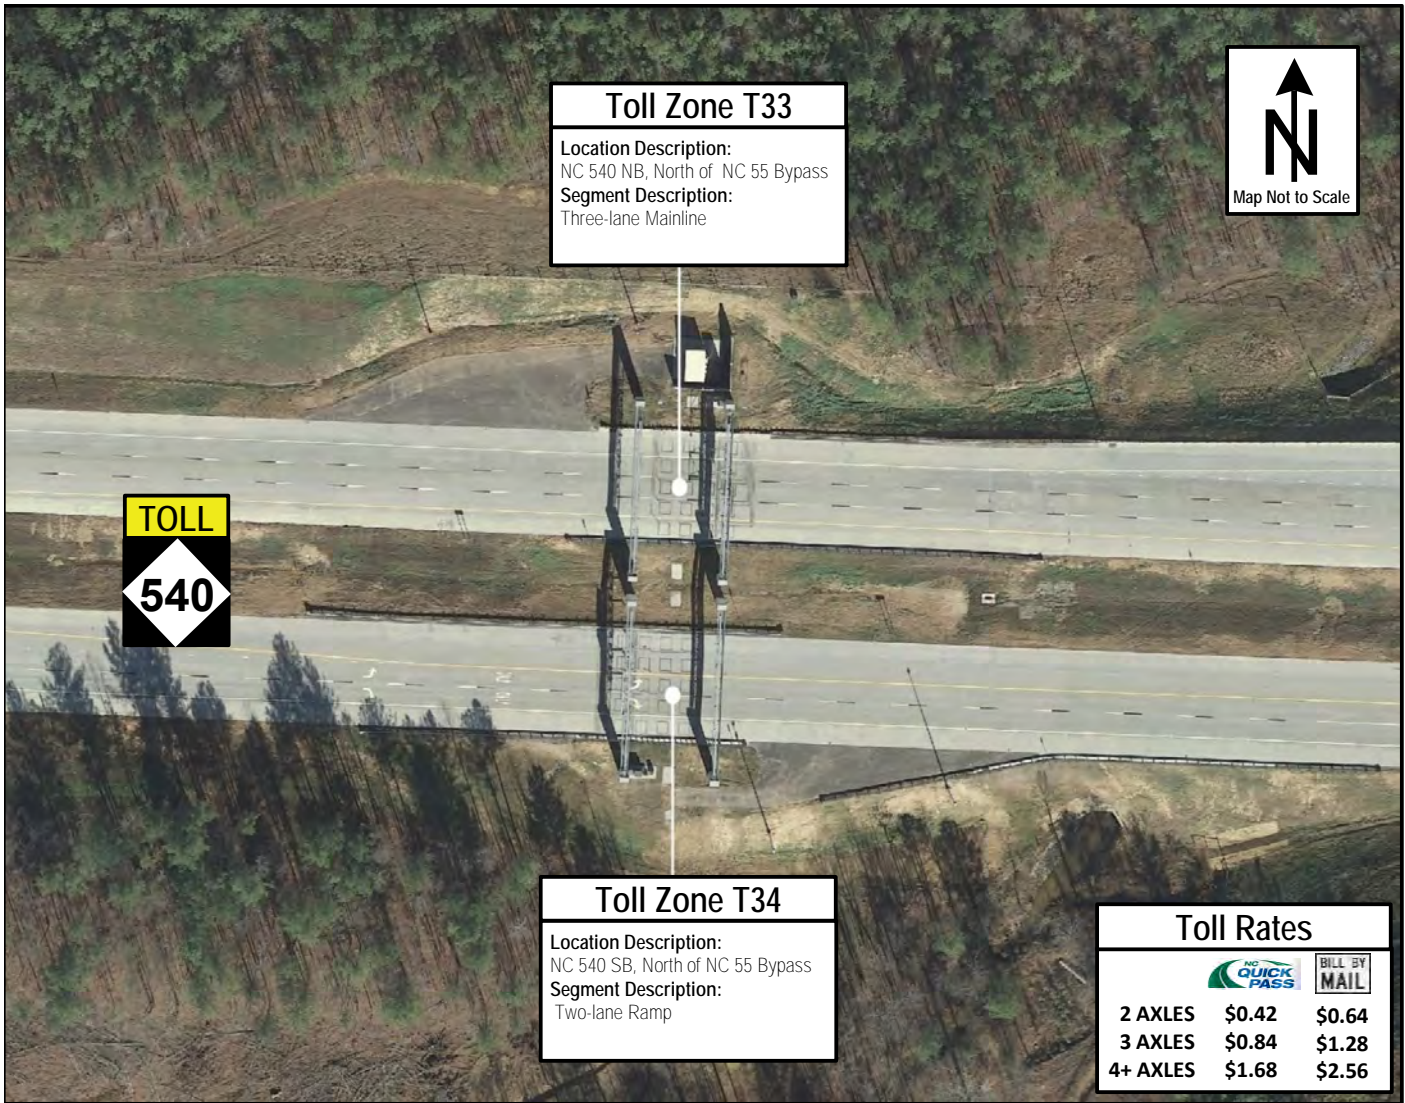 Toll Zone T33
Location Description:
NC 540 NB, North of NC 55 Bypass
Segment Description:
Three-lane Mainline
N
Map Not to Scale
TOLL
540
Toll Zone T34
Location Description:
NC 540 SB, North of NC 55 Bypass
Segment Description:
Two-lane Ramp
Toll Rates
NC QUICK PASS
BILL BY MAIL
2 AXLES $0.42 $0.64
3 AXLES $0.84 $1.28
4+ AXLES $1.68 $2.56